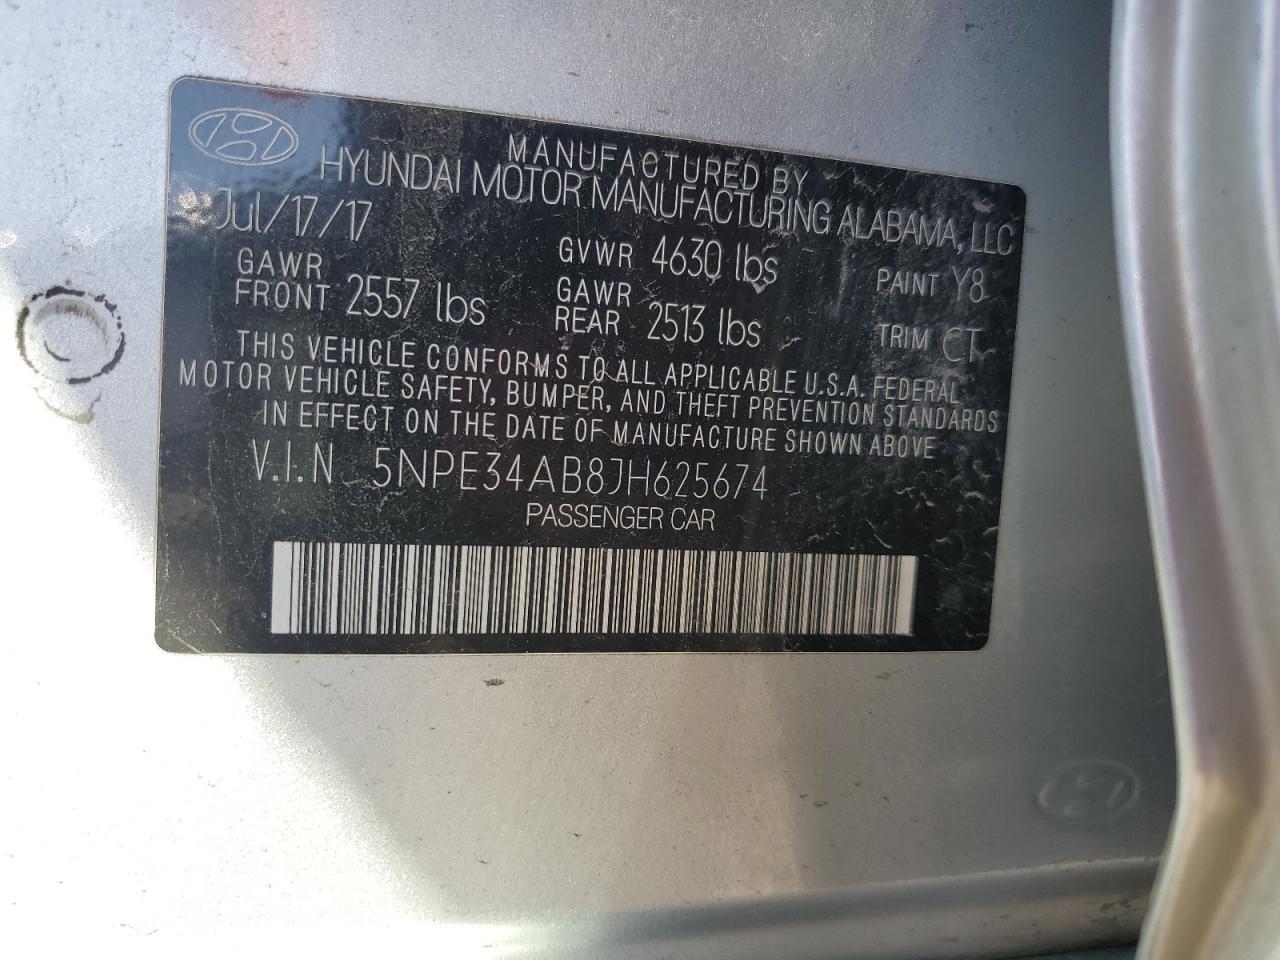 MANUFACTURED BY
HYUNDAI MOTOR MANUFACTURING ALABAMA, LLC
Jul/17/17
GVWR 4630 lbs
PAINT Y8
GAWR
FRONT 2557 lbs
GAWR
REAR 2513 lbs
TRIM CT
THIS VEHICLE CONFORMS TO ALL APPLICABLE U.S.A. FEDERAL
MOTOR VEHICLE SAFETY, BUMPER, AND THEFT PREVENTION STANDARDS
IN EFFECT ON THE DATE OF MANUFACTURE SHOWN ABOVE
V.I.N 5NPE34AB8JH625674
PASSENGER CAR